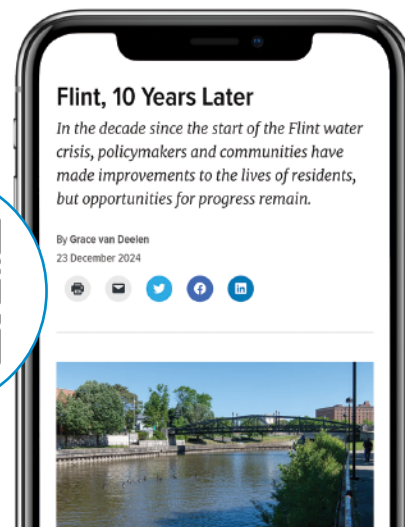 Flint, 10 Years Later
In the decade since the start of the Flint water
crisis, policymakers and communities have
made improvements to the lives of residents,
but opportunities for progress remain.
By Grace van Deelen
23 December 2024